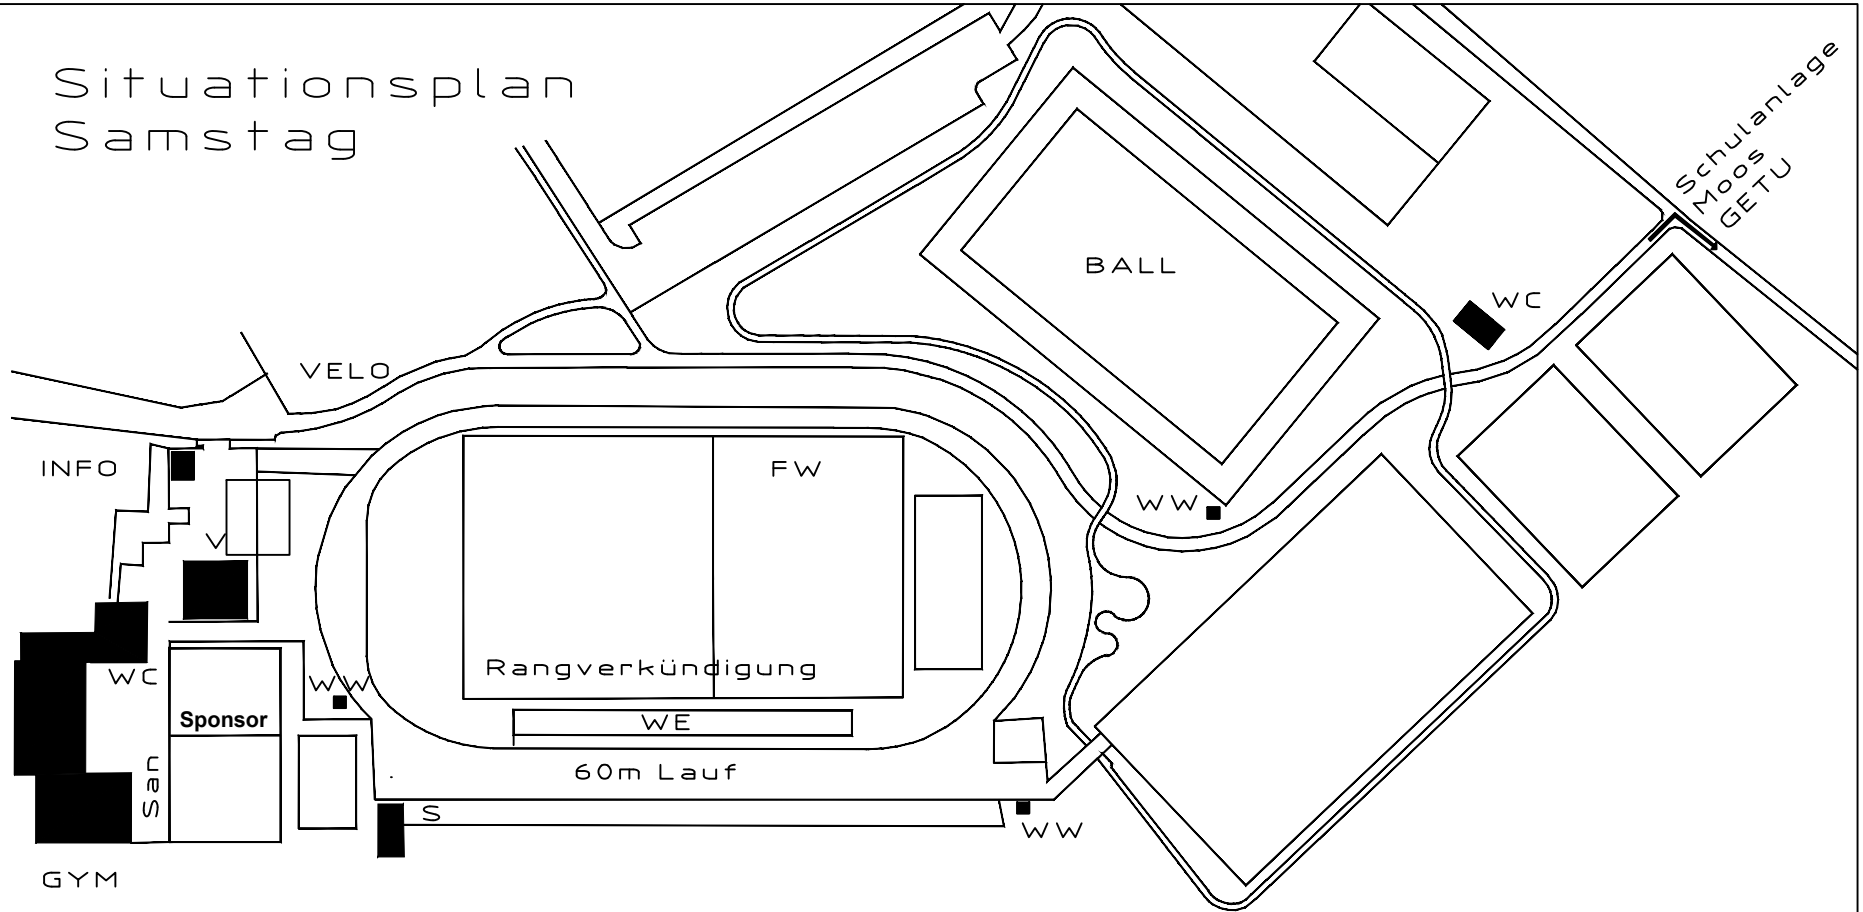 Situationsplan
Samstag
Schulanlage
Moos
GETU
BALL
WC
VELO
INFO
FW
WW
V
Rangverkündigung
WC
WW
Sponsor
WE
San
60m Lauf
S
WW
GYM